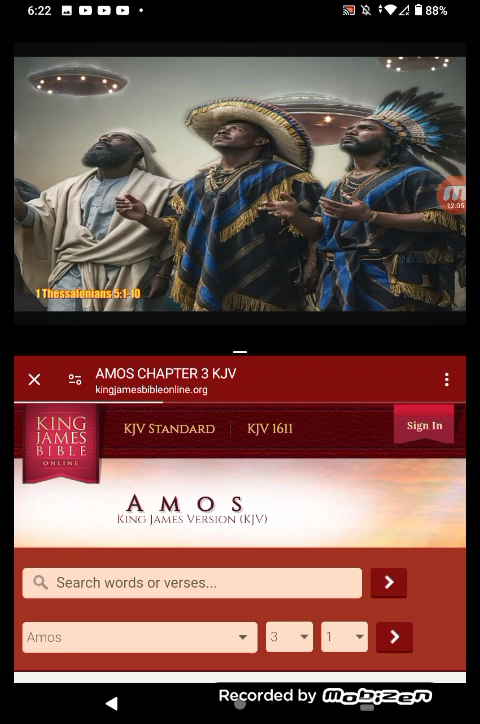 6:22
88%
12:05
1 Thessalonians 5:1-10
AMOS CHAPTER 3 KJV
kingjamesbibleonline.org
KING
JAMES
BIBLE
ONLINE
KJV STANDARD
KJV 1611
Sign In
AMOS
KING JAMES VERSION (KJV)
Search words or verses...
Amos
3
1
Recorded by Mobizen